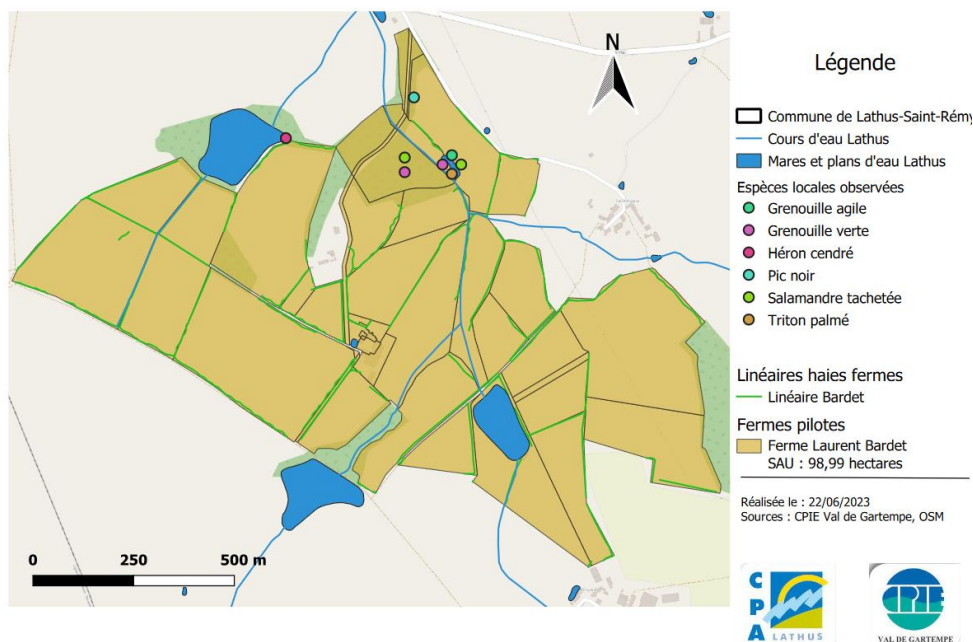 N
Légende
Commune de Lathus-Saint-Rémy
Cours d'eau Lathus
Mares et plans d'eau Lathus
Espèces locales observées
Grenouille agile
Grenouille verte
Héron cendré
Pic noir
Salamandre tachetée
Triton palmé
Linéaires haies fermes
Linéaire Bardet
Fermes pilotes
Ferme Laurent Bardet
SAU : 98,99 hectares
Réalisée le : 22/06/2023
Sources : CPIE Val de Gartempe, OSM
0 250 500 m
C
P
A LATHUS
CPIE
VAL DE GARTEMPE